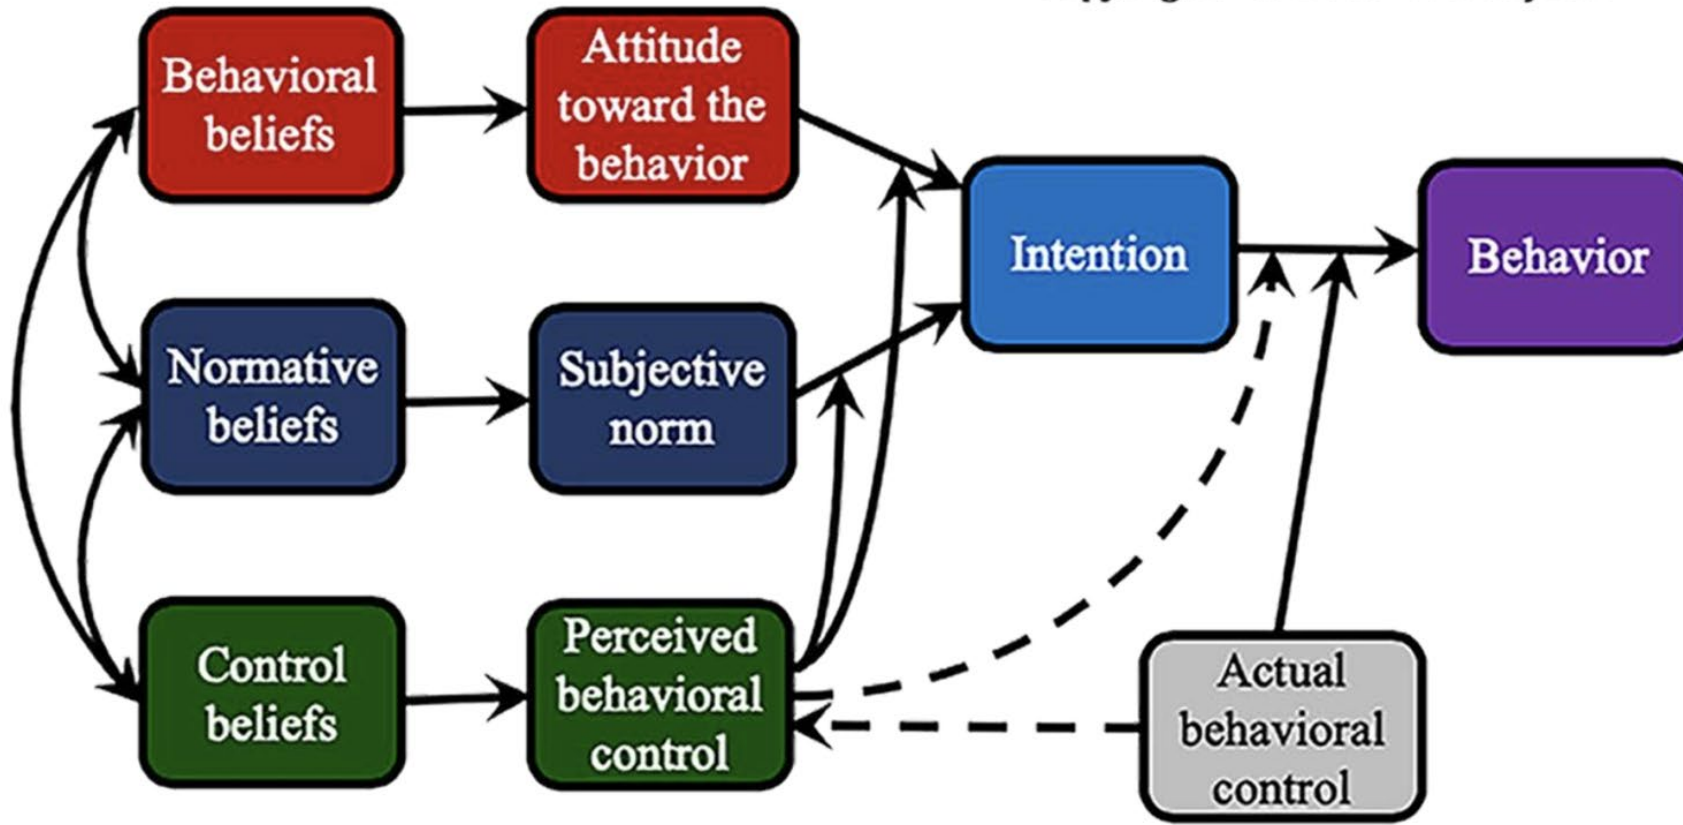 Behavioral
beliefs
Attitude
toward the
behavior
Intention
Behavior
Normative
beliefs
Subjective
norm
Control
beliefs
Perceived
behavioral
control
Actual
behavioral
control